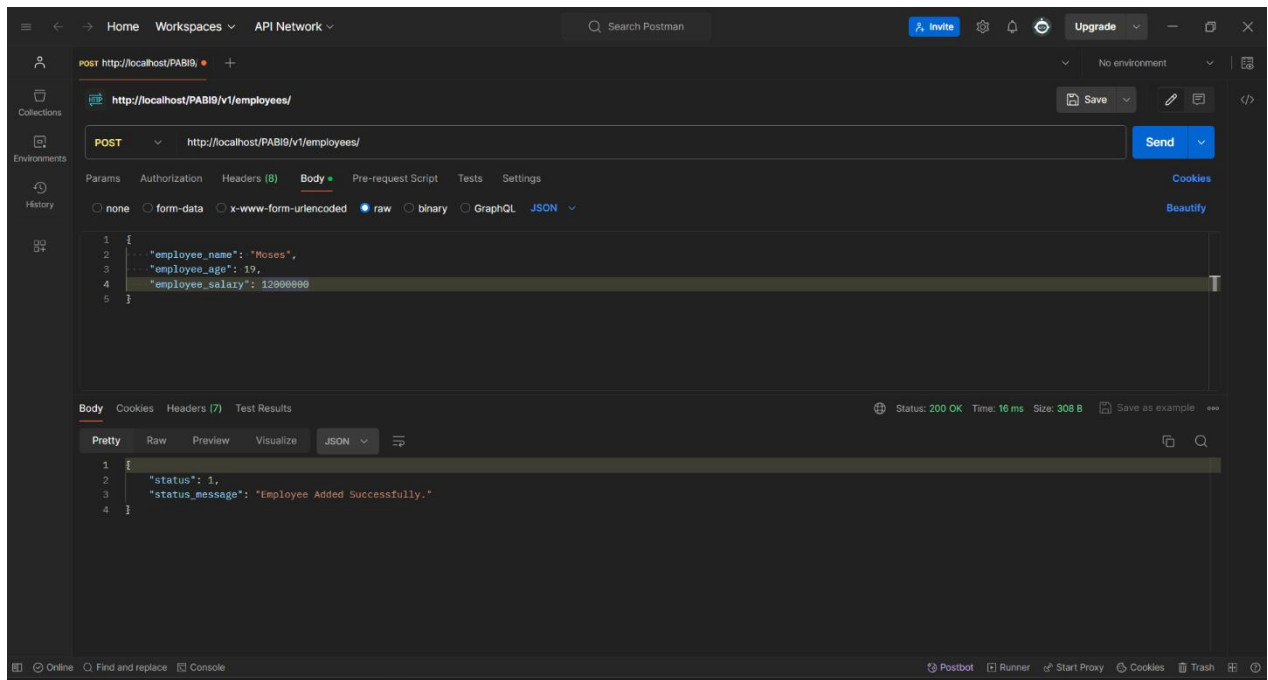 Home Workspaces API Network Search Postman Invite Upgrade
POST http://localhost/PABI9/ No environment
HTTP http://localhost/PABI9/v1/employees/ Save
Collections
POST http://localhost/PABI9/v1/employees/ Send
Environments
Params Authorization Headers (8) Body Pre-request Script Tests Settings Cookies
History
none form-data x-www-form-urlencoded raw binary GraphQL JSON Beautify
1 {
2 "employee_name": "Moses",
3 "employee_age": 19,
4 "employee_salary": 12000000
5 }
Body Cookies Headers (7) Test Results Status: 200 OK Time: 16 ms Size: 308 B Save as example
Pretty Raw Preview Visualize JSON
1 {
2 "status": 1,
3 "status_message": "Employee Added Successfully."
4 }
Online Find and replace Console Postbot Runner Start Proxy Cookies Trash